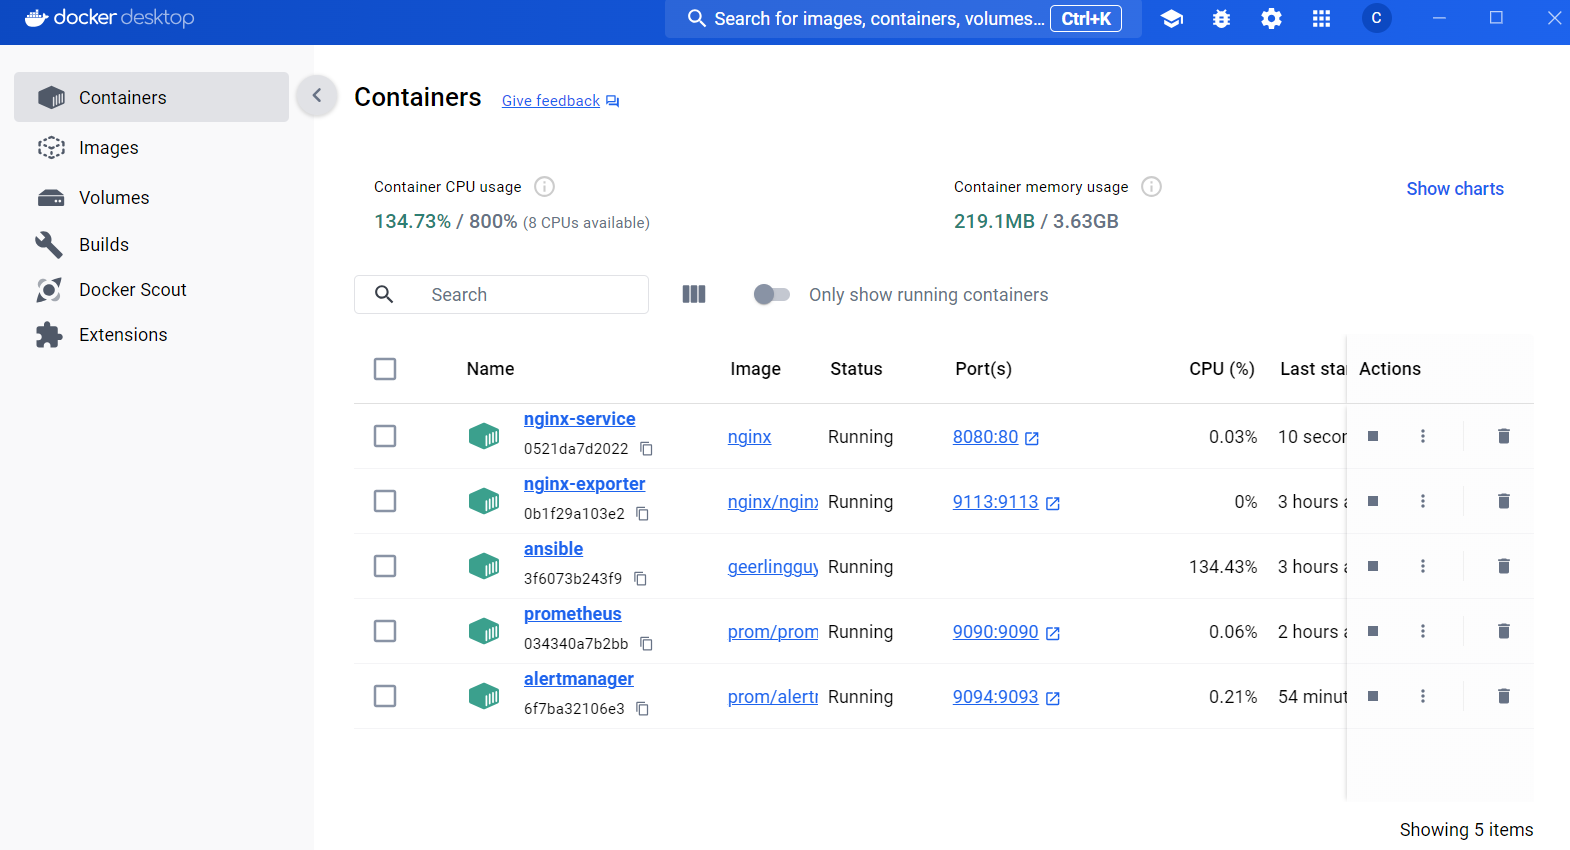 docker desktop
Search for images, containers, volumes... Ctrl+K
C
Containers
Images
Volumes
Builds
Docker Scout
Extensions
Containers Give feedback
Container CPU usage
134.73% / 800% (8 CPUs available)
Container memory usage
219.1MB / 3.63GB
Show charts
Search
Only show running containers
Name Image Status Port(s) CPU (%) Last sta Actions
nginx-service
0521da7d2022
nginx Running 8080:80 0.03% 10 secon
nginx-exporter
0b1f29a103e2
nginx/nginx Running 9113:9113 0% 3 hours a
ansible
3f6073b243f9
geerlingguy Running 134.43% 3 hours a
prometheus
034340a7b2bb
prom/prom Running 9090:9090 0.06% 2 hours a
alertmanager
6f7ba32106e3
prom/alertr Running 9094:9093 0.21% 54 minut
Showing 5 items